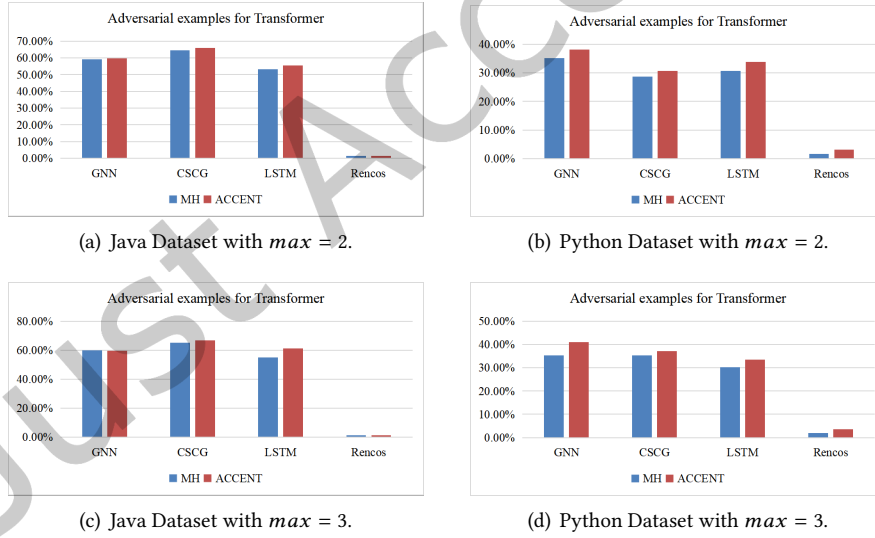 Adversarial examples for Transformer
70.00%
60.00%
50.00%
40.00%
30.00%
20.00%
10.00%
0.00%
GNN CSCG LSTM Rencos
MH ACCENT
(a) Java Dataset with max = 2.
Adversarial examples for Transformer
40.00%
30.00%
20.00%
10.00%
0.00%
GNN CSCG LSTM Rencos
MH ACCENT
(b) Python Dataset with max = 2.
Adversarial examples for Transformer
80.00%
60.00%
40.00%
20.00%
0.00%
GNN CSCG LSTM Rencos
MH ACCENT
(c) Java Dataset with max = 3.
Adversarial examples for Transformer
50.00%
40.00%
30.00%
20.00%
10.00%
0.00%
GNN CSCG LSTM Rencos
MH ACCENT
(d) Python Dataset with max = 3.
Just Acc